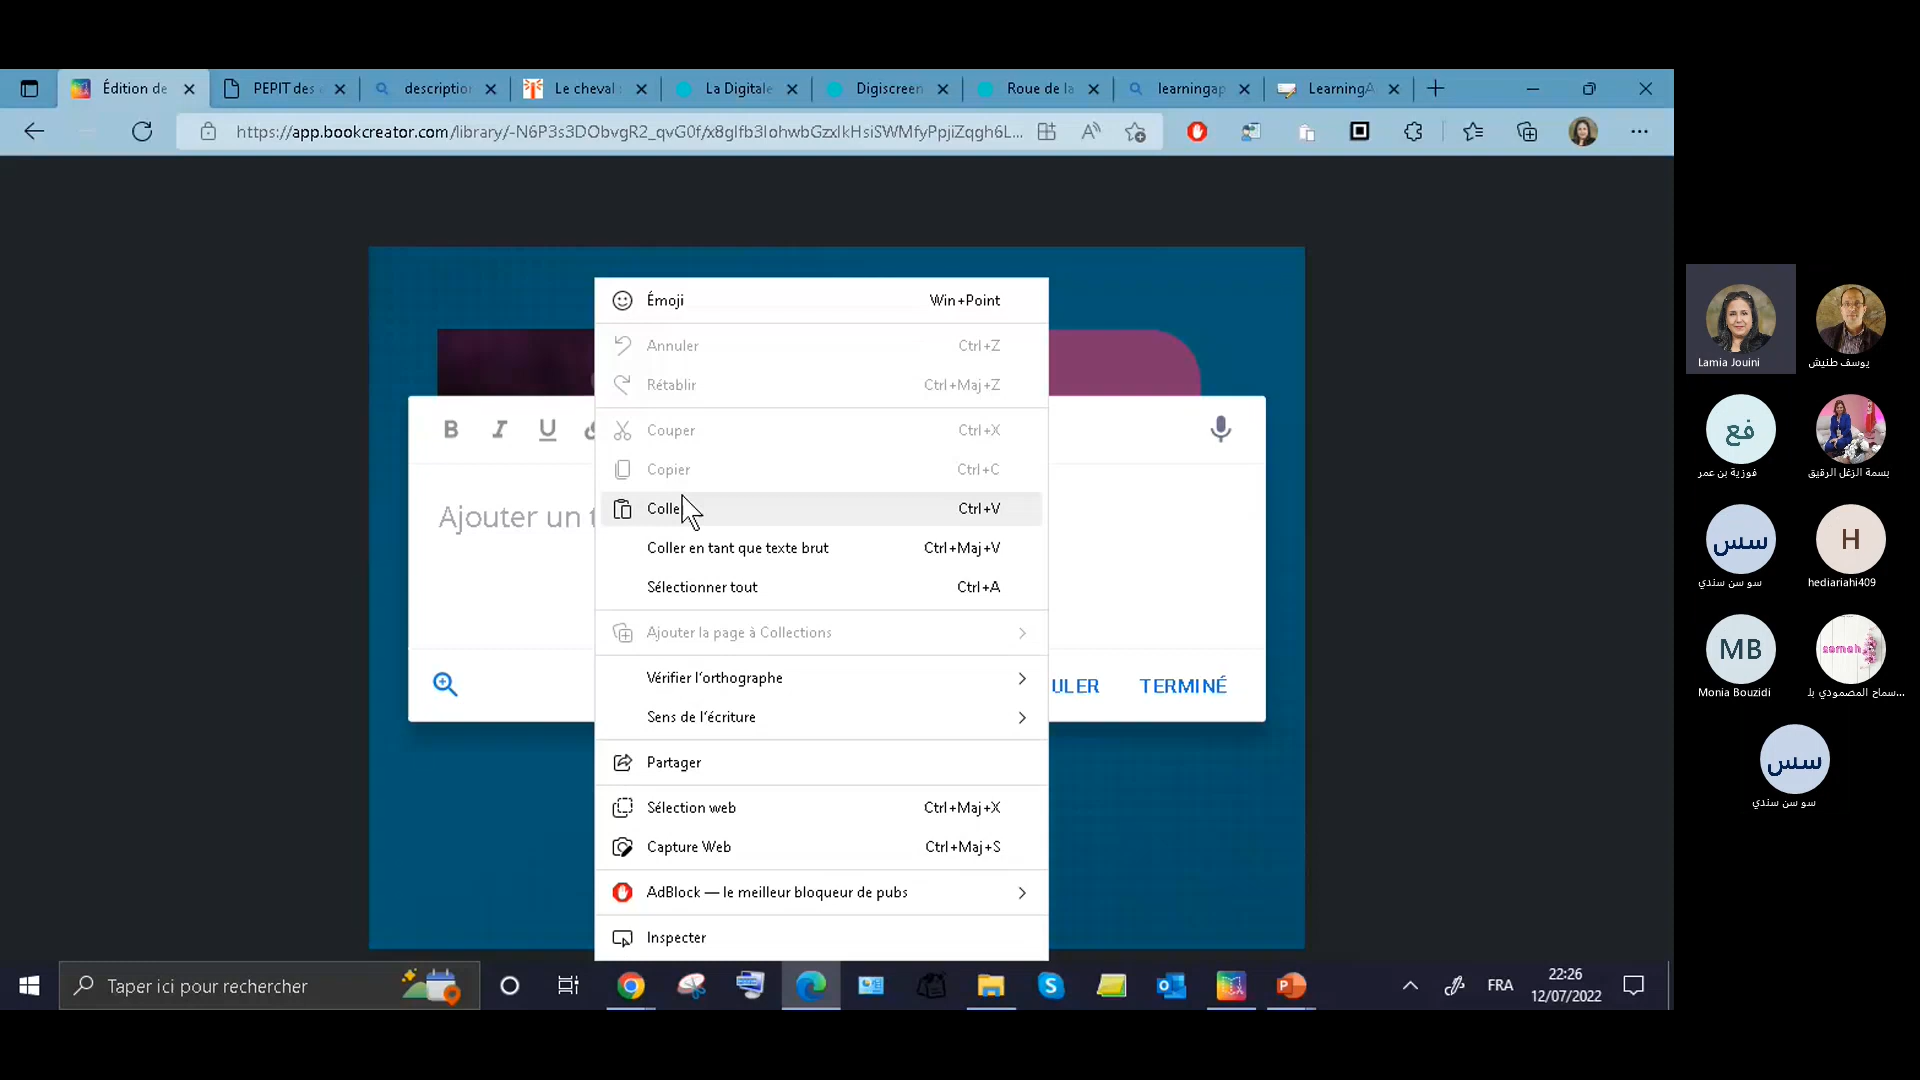 Édition de
PEPIT des
description
Le cheval
La Digitale
Digiscreen
Roue de la
learningap
LearningA
https://app.bookcreator.com/library/-N6P3s3DObvgR2_qvG0f/x8glfb3IohwbGzxIkHsiSWMfyPpjiZqgh6L...
Émoji Win+Point
Annuler Ctrl+Z
Rétablir Ctrl+Maj+Z
Couper Ctrl+X
Copier Ctrl+C
Coller Ctrl+V
Coller en tant que texte brut Ctrl+Maj+V
Sélectionner tout Ctrl+A
Ajouter la page à Collections
Vérifier l'orthographe
Sens de l'écriture
Partager
Sélection web Ctrl+Maj+X
Capture Web Ctrl+Maj+S
AdBlock — le meilleur bloqueur de pubs
Inspecter
B I U
Ajouter un t
ULER TERMINÉ
Lamia Jouini
يوسف طنيش
فع
فوزية بن عمر
بسمة الزغل الرقيق
سس
سو سن سندي
H
hediariahi409
MB
Monia Bouzidi
samah
سماح المصمودي بل...
سس
سو سن سندي
Taper ici pour rechercher
FRA
22:26
12/07/2022